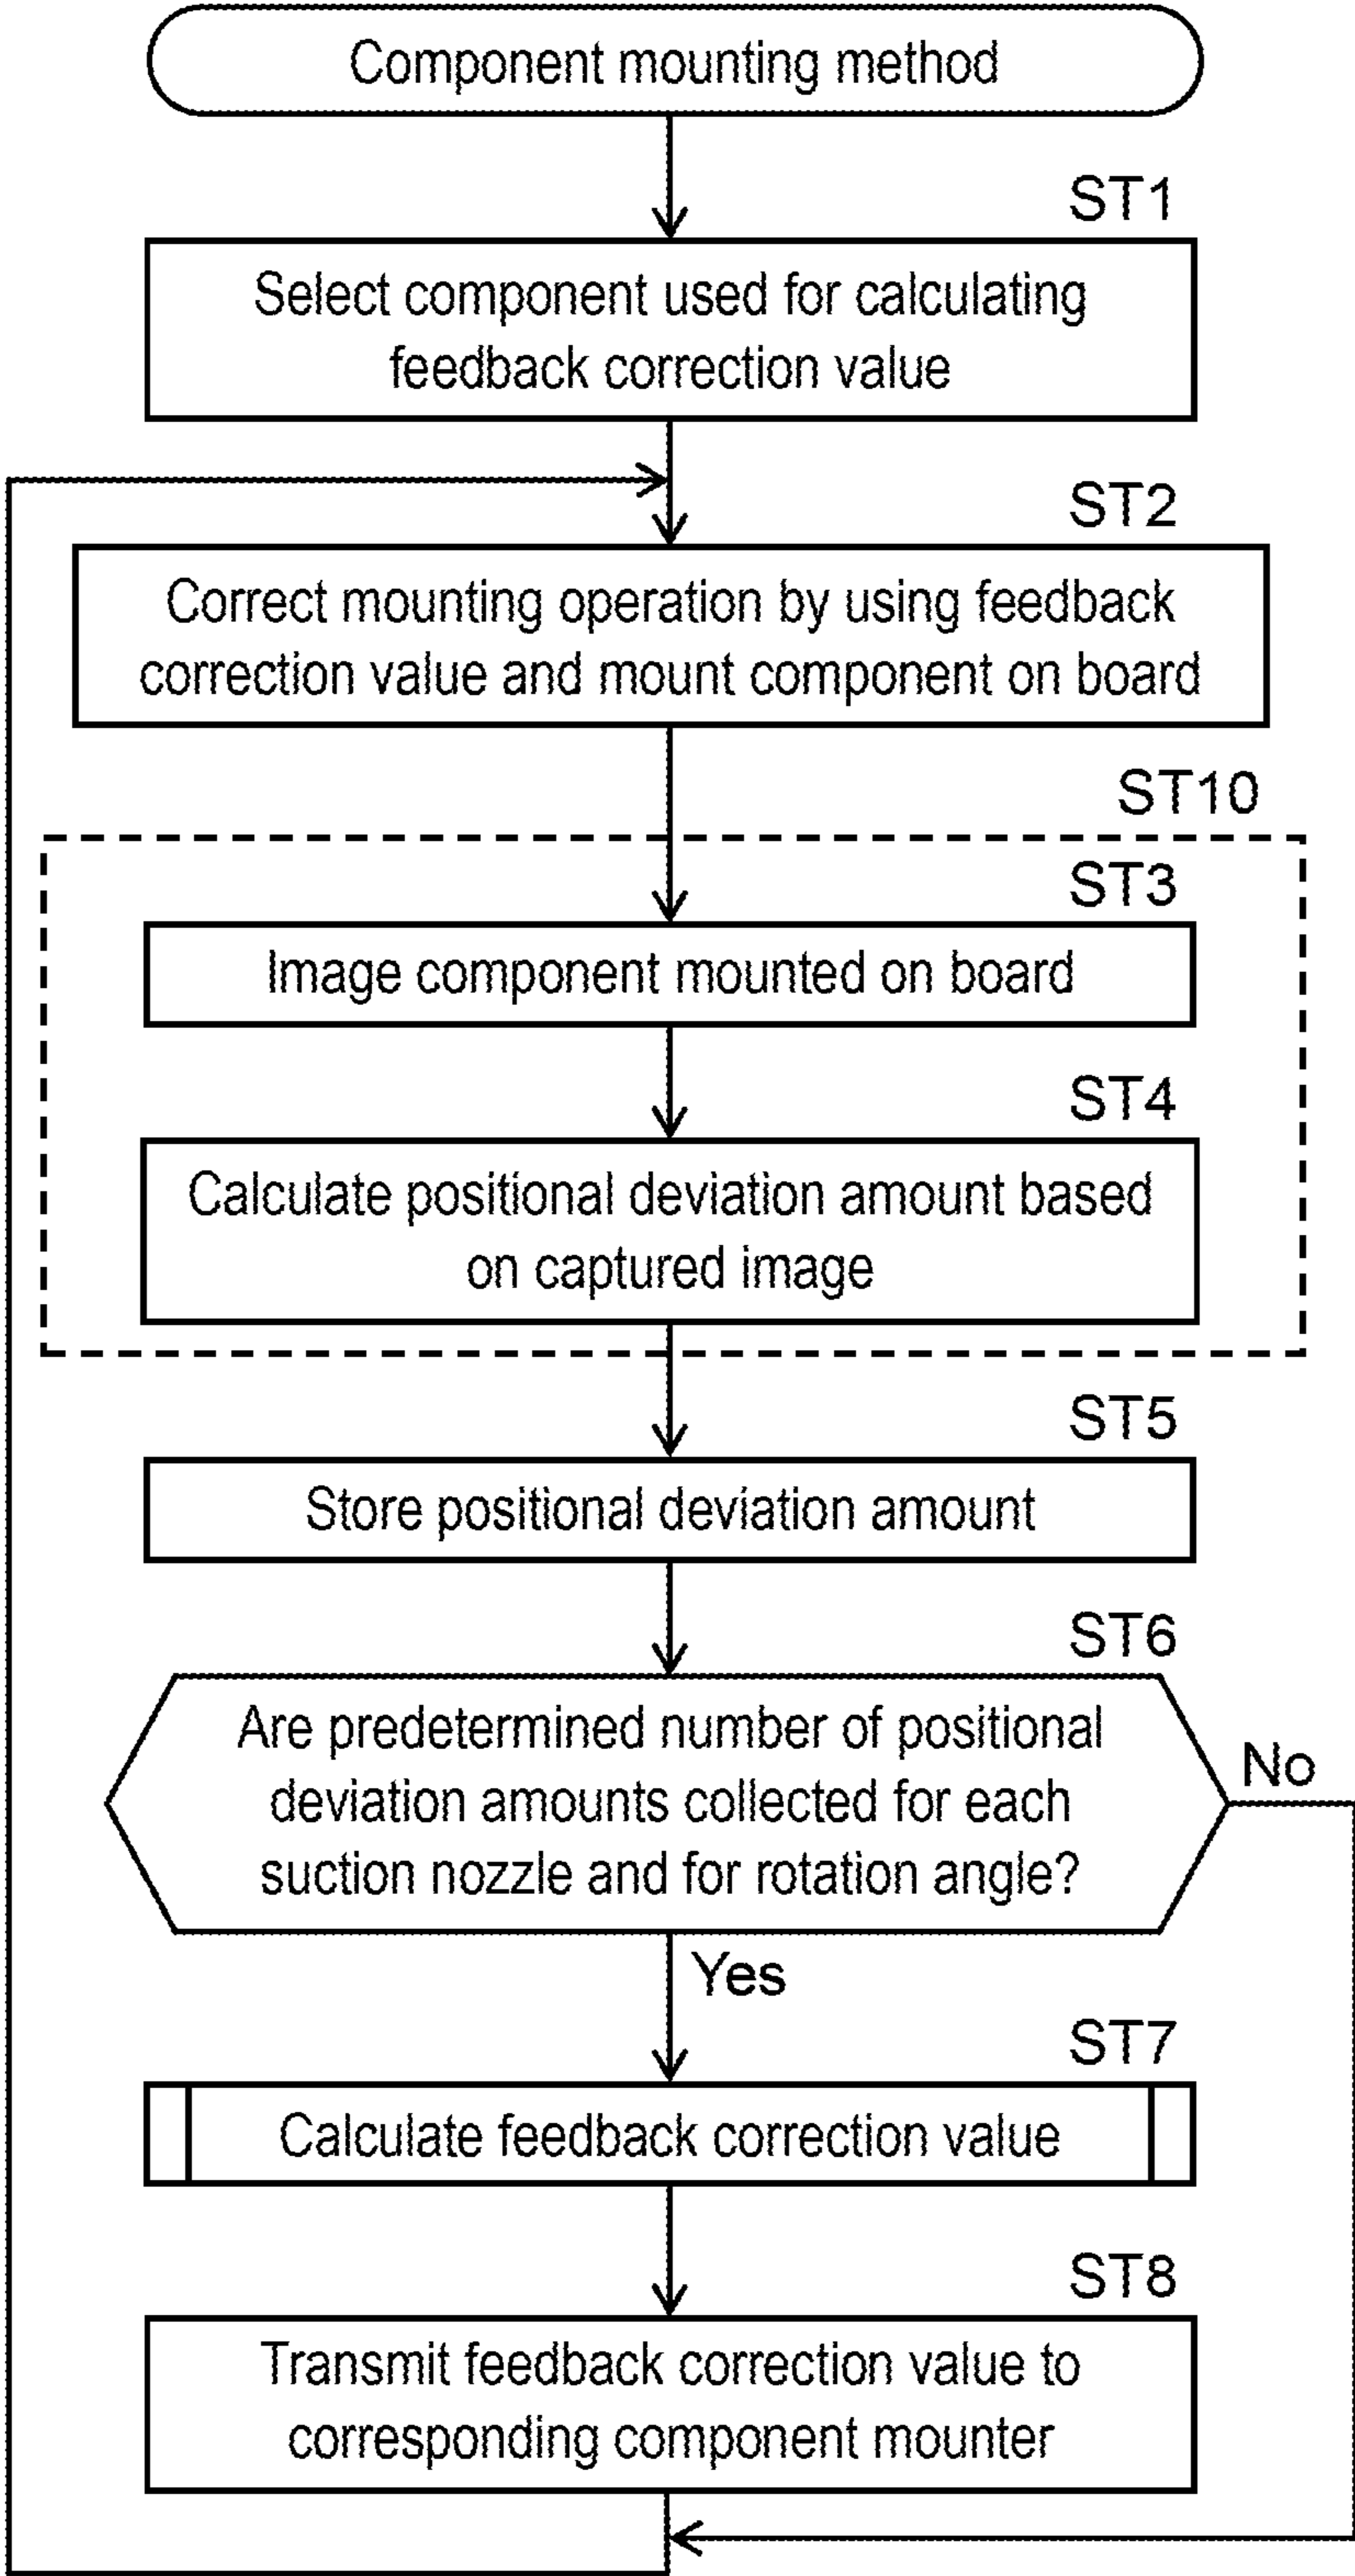 Component mounting method
ST1
Select component used for calculating
feedback correction value
ST2
Correct mounting operation by using feedback
correction value and mount component on board
ST10
ST3
Image component mounted on board
ST4
Calculate positional deviation amount based
on captured image
ST5
Store positional deviation amount
ST6
Are predetermined number of positional
deviation amounts collected for each
suction nozzle and for rotation angle?
No
Yes
ST7
Calculate feedback correction value
ST8
Transmit feedback correction value to
corresponding component mounter